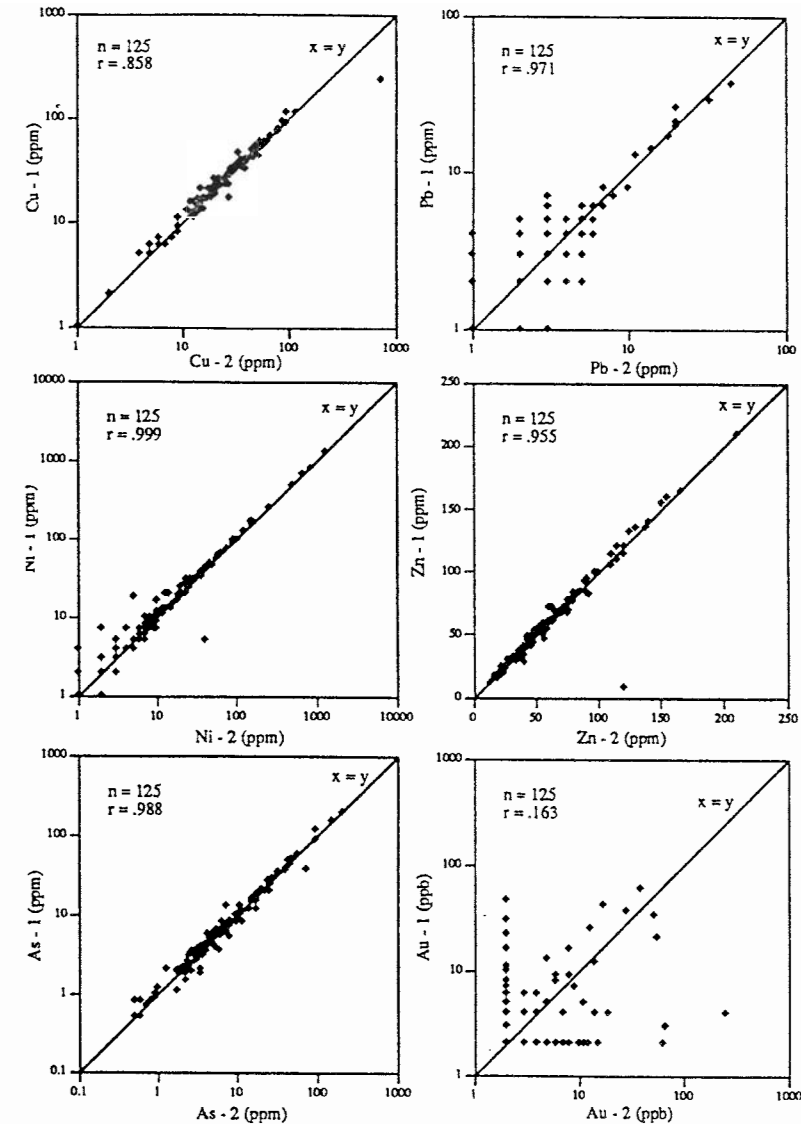 1000
n = 125
r = .858
x = y
100
Cu - 1 (ppm)
10
1
1
10
100
1000
Cu - 2 (ppm)
100
n = 125
r = .971
x = y
Pb - 1 (ppm)
10
1
1
10
100
Pb - 2 (ppm)
10000
n = 125
r = .999
x = y
1000
Ni - 1 (ppm)
100
10
1
1
10
100
1000
10000
Ni - 2 (ppm)
250
n = 125
r = .955
x = y
200
Zn - 1 (ppm)
150
100
50
0
0
50
100
150
200
250
Zn - 2 (ppm)
1000
n = 125
r = .988
x = y
100
As - 1 (ppm)
10
1
0.1
0.1
1
10
100
1000
As - 2 (ppm)
1000
n = 125
r = .163
x = y
100
Au - 1 (ppb)
10
1
1
10
100
1000
Au - 2 (ppb)